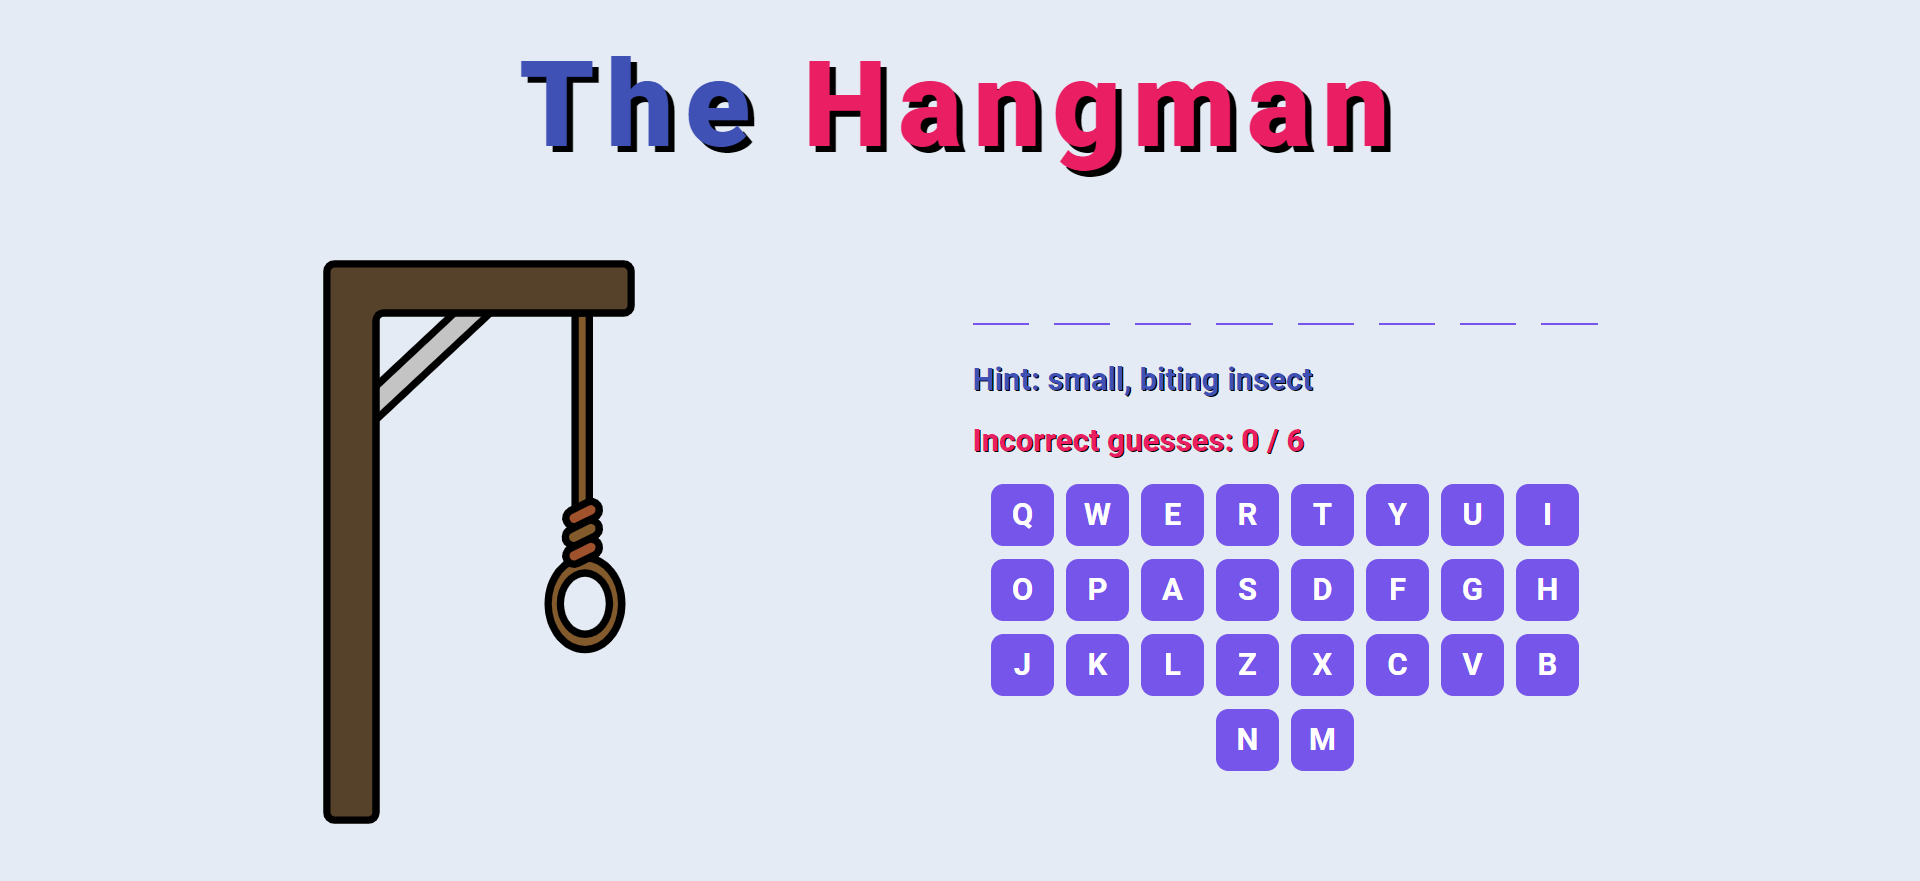 The Hangman
Hint: small, biting insect
Incorrect guesses: 0 / 6
Q W E R T Y U I
O P A S D F G H
J K L Z X C V B
N M